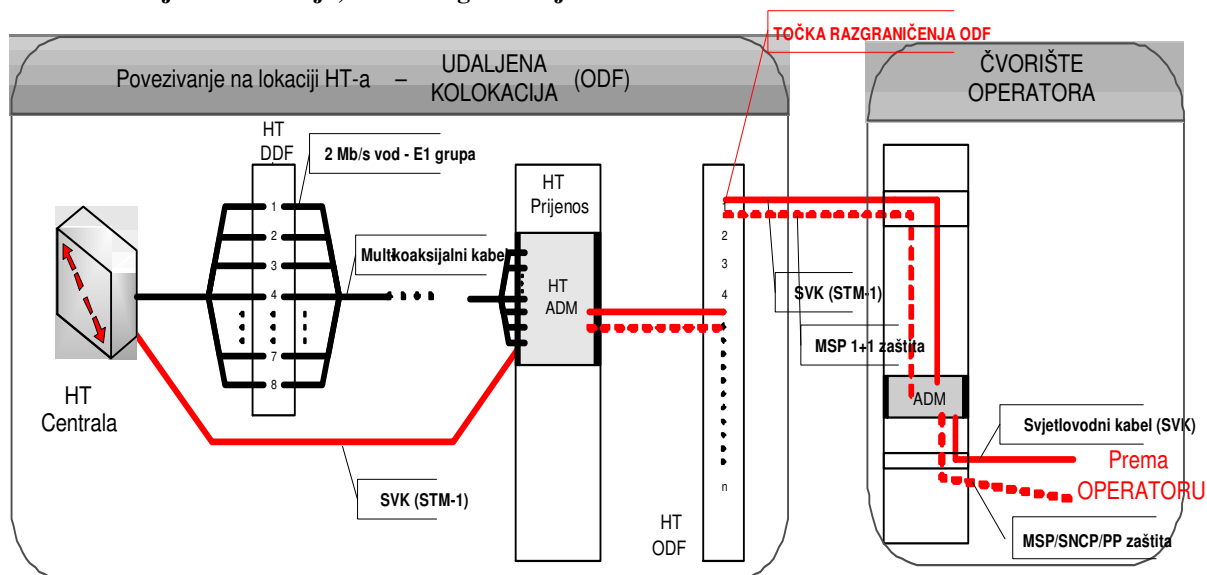 TOČKA RAZGRANIČENJA ODF
Povezivanje na lokaciji HT-a – UDALJENA KOLOKACIJA (ODF)
ČVORIŠTE
OPERATORA
HT
DDF
2 Mb/s vod - E1 grupa
HT
Prijenos
1
2
3
4
7
8
Multikoaksijalni kabel
HT
ADM
1
2
3
4
n
SVK (STM-1)
MSP 1+1 zaštita
HT
Centrala
SVK (STM-1)
HT
ODF
ADM
Svjetlovodni kabel (SVK)
Prema
OPERATORU
MSP/SNCP/PP zaštita